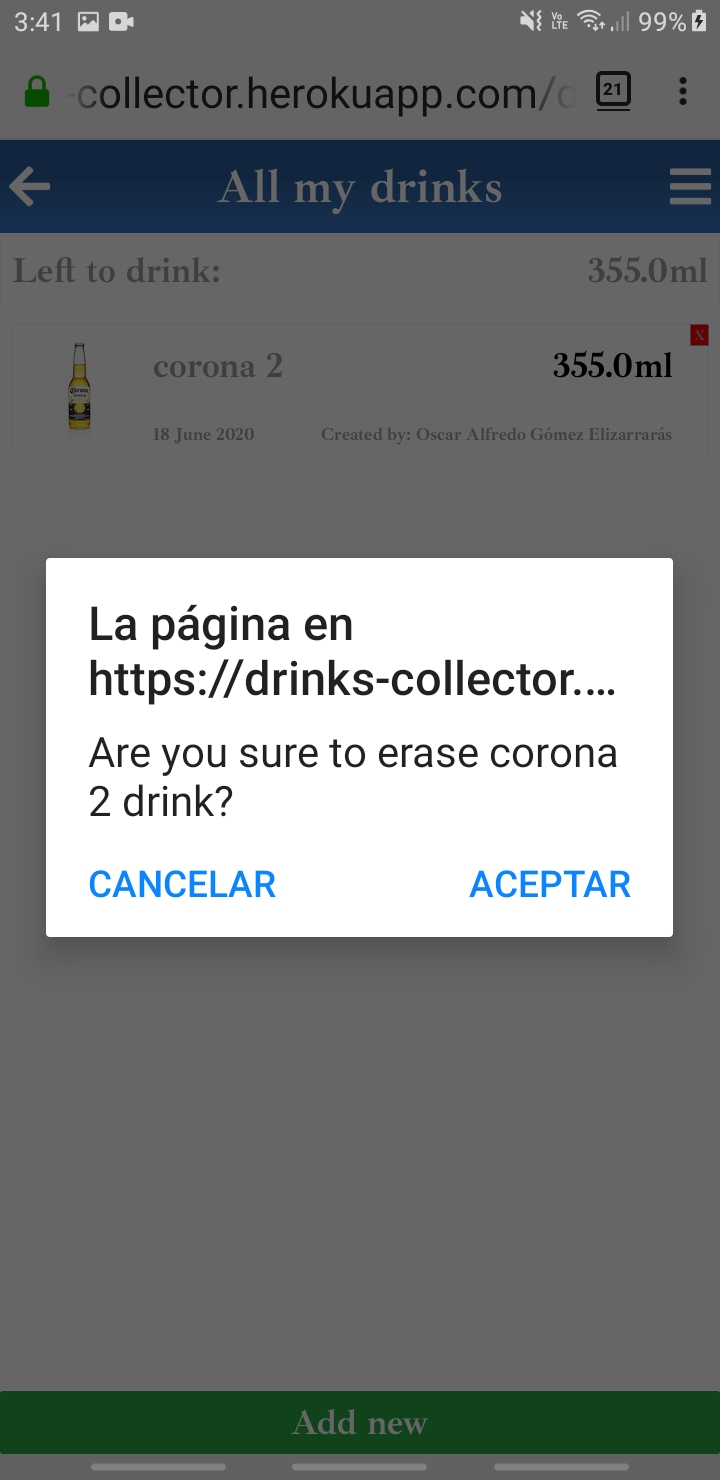 3:41
Vo
LTE
99%
-collector.herokuapp.com/d
21
All my drinks
Left to drink: 355.0ml
X
corona 2 355.0ml
18 June 2020 Created by: Oscar Alfredo Gómez Elizarrarás
La página en
https://drinks-collector....
Are you sure to erase corona
2 drink?
CANCELAR ACEPTAR
Add new